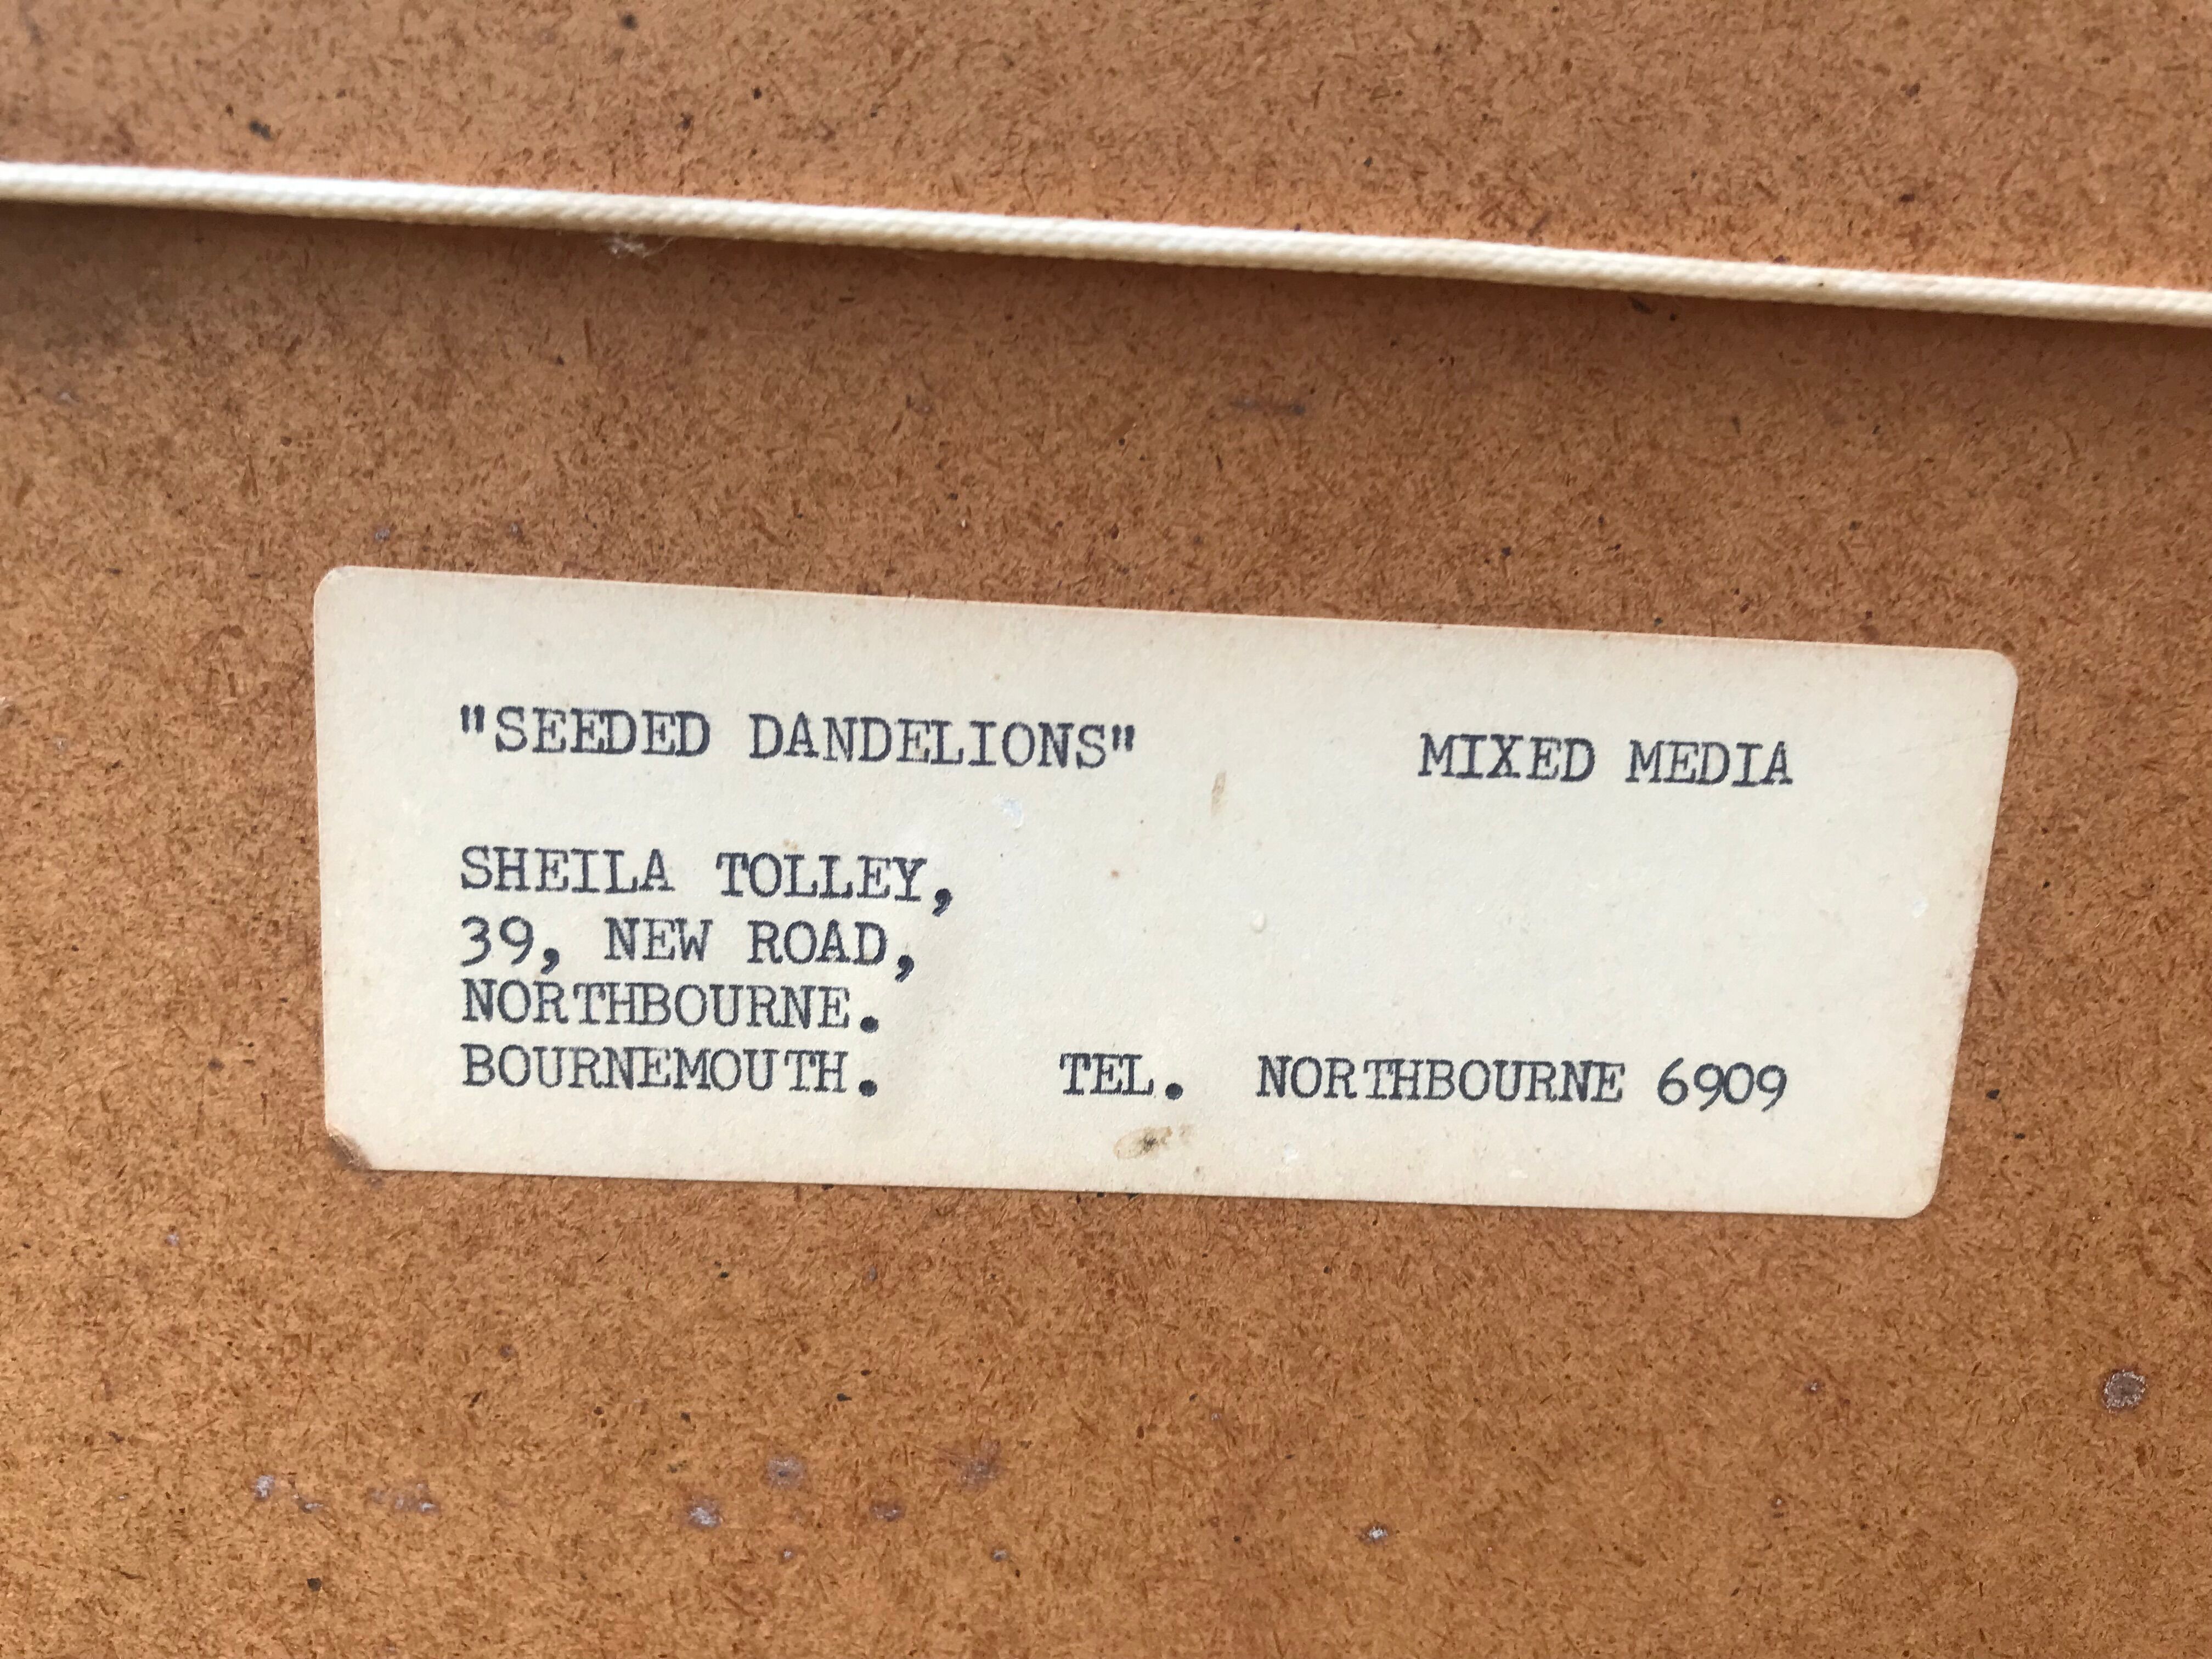 "SEEDED DANDELIONS" MIXED MEDIA
SHEILA TOLLEY,
39, NEW ROAD,
NORTHBOURNE.
BOURNEMOUTH. TEL. NORTHBOURNE 6909